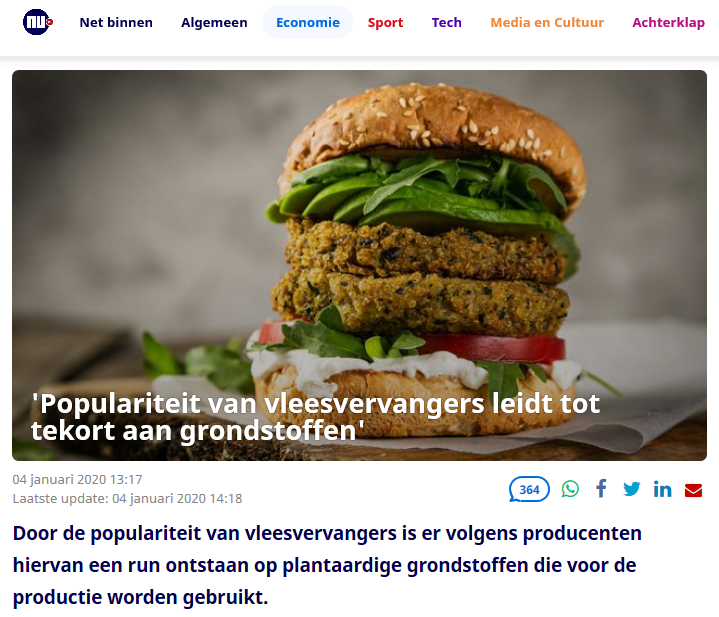 nu Net binnen Algemeen Economie Sport Tech Media en Cultuur Achterklap
'Populariteit van vleesvervangers leidt tot
tekort aan grondstoffen'
04 januari 2020 13:17
Laatste update: 04 januari 2020 14:18
364
Door de populariteit van vleesvervangers is er volgens producenten
hiervan een run ontstaan op plantaardige grondstoffen die voor de
productie worden gebruikt.